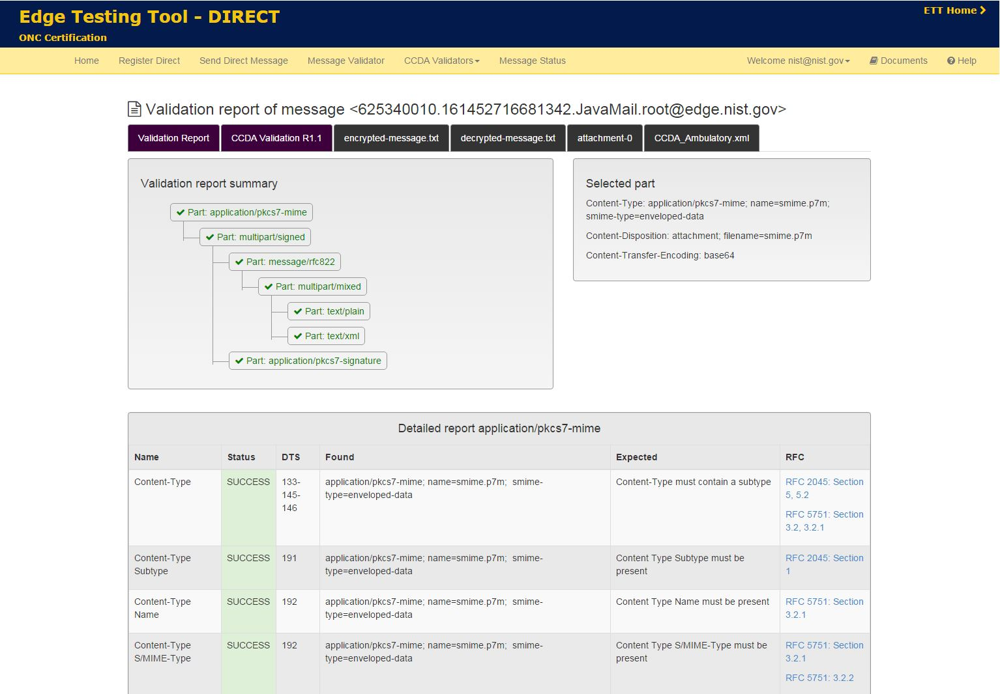 Edge Testing Tool - DIRECT
ETT Home
ONC Certification
Home Register Direct Send Direct Message Message Validator CCDA Validators Message Status Welcome nist@nist.gov Documents Help
Validation report of message <625340010.161452716681342.JavaMail.root@edge.nist.gov>
Validation Report CCDA Validation R1.1 encrypted-message.txt decrypted-message.txt attachment-0 CCDA_Ambulatory.xml
Validation report summary
Part: application/pkcs7-mime
Part: multipart/signed
Part: message/rfc822
Part: multipart/mixed
Part: text/plain
Part: text/xml
Part: application/pkcs7-signature
Selected part
Content-Type: application/pkcs7-mime; name=smime.p7m;
smime-type=enveloped-data
Content-Disposition: attachment; filename=smime.p7m
Content-Transfer-Encoding: base64
Detailed report application/pkcs7-mime
Name Status DTS Found Expected RFC
Content-Type SUCCESS 133- application/pkcs7-mime; name=smime.p7m; smime- Content-Type must contain a subtype RFC 2045: Section
145- type=enveloped-data 5, 5.2
146
RFC 5751: Section
3.2, 3.2.1
Content-Type SUCCESS 191 application/pkcs7-mime; name=smime.p7m; smime- Content Type Subtype must be RFC 2045: Section
Subtype type=enveloped-data present 1
Content-Type SUCCESS 192 application/pkcs7-mime; name=smime.p7m; smime- Content Type Name must be present RFC 5751: Section
Name type=enveloped-data 3.2.1
Content-Type SUCCESS 192 application/pkcs7-mime; name=smime.p7m; smime- Content Type S/MIME-Type must be RFC 5751: Section
S/MIME-Type type=enveloped-data present 3.2.1
RFC 5751: 3.2.2